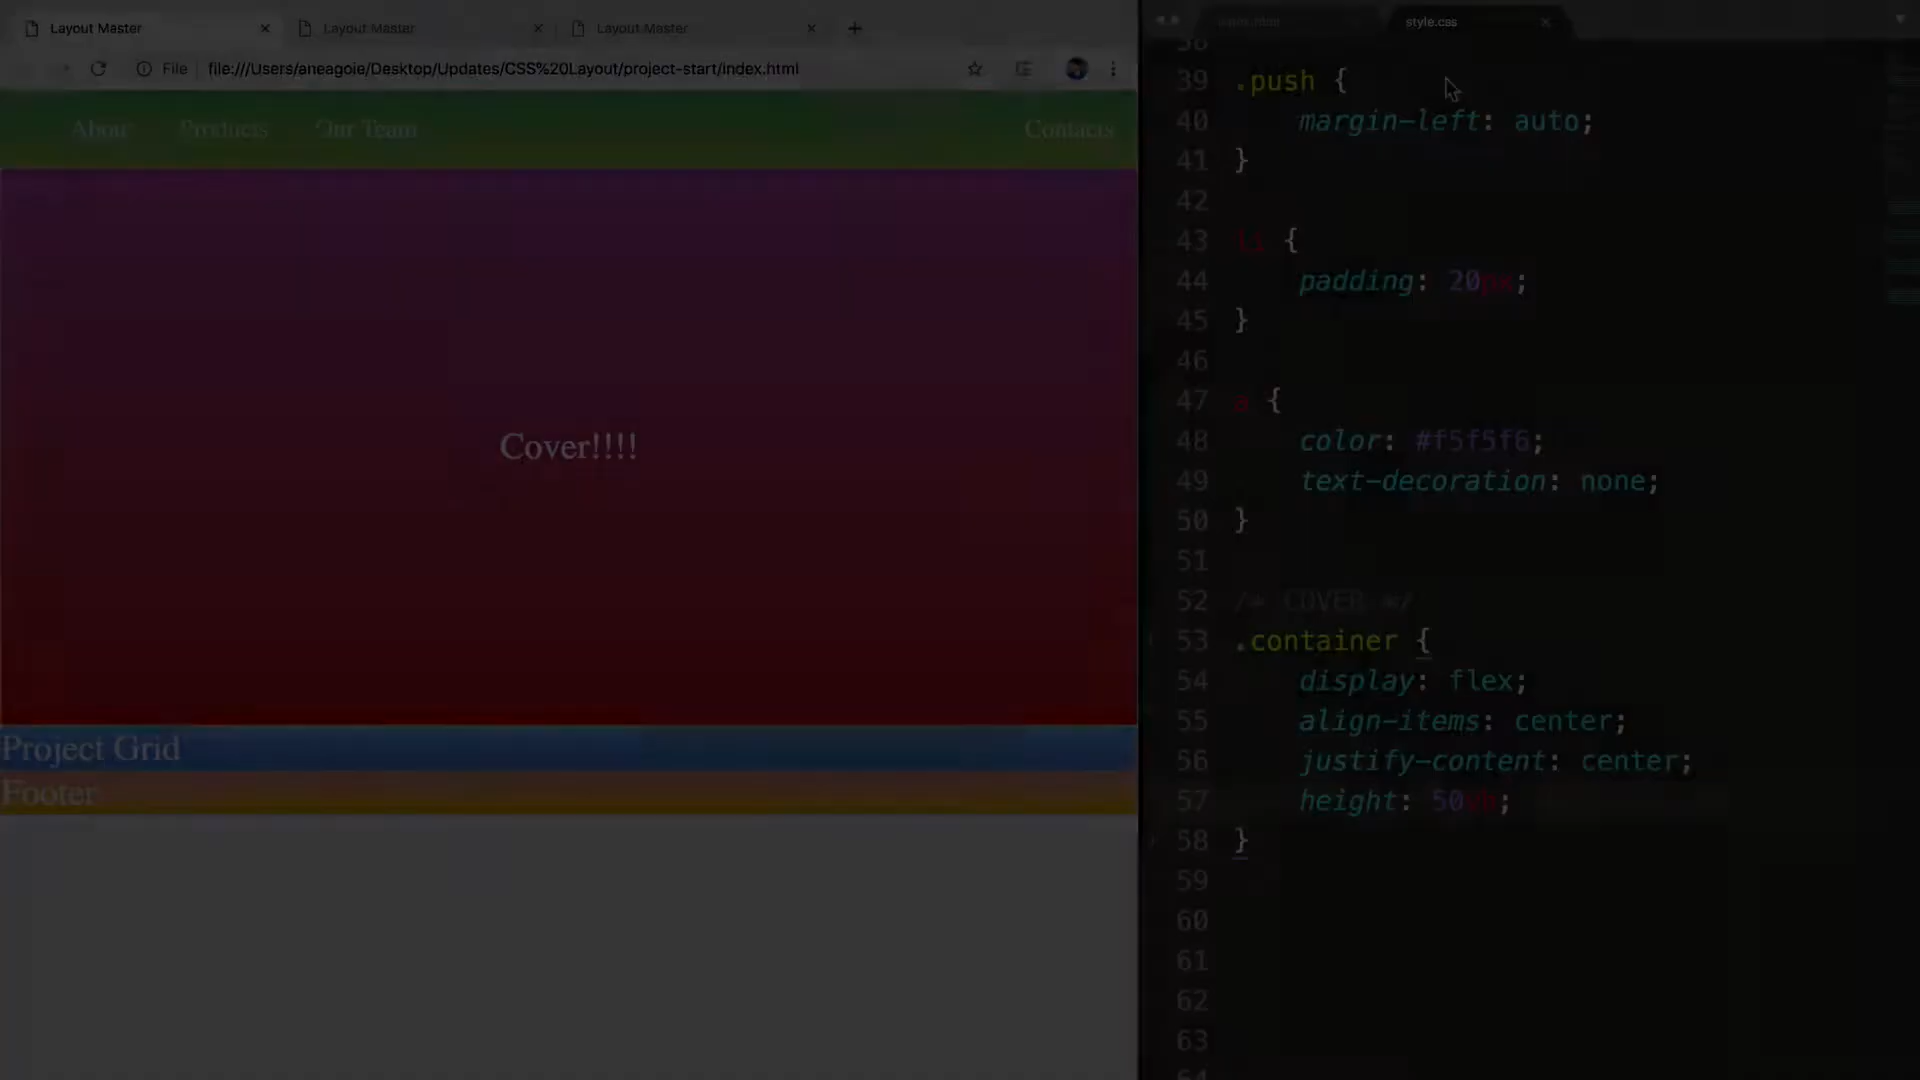 Layout Master
Layout Master
Layout Master
File
file:///Users/aneagoie/Desktop/Updates/CSS%20Layout/project-start/index.html
About
Products
Our Team
Contacts
Cover!!!!
Project Grid
Footer
style.css
38
39 .push {
40 margin-left: auto;
41 }
42
43 li {
44 padding: 20px;
45 }
46
47 a {
48 color: #f5f5f6;
49 text-decoration: none;
50 }
51
52 /* COVER */
53 .container {
54 display: flex;
55 align-items: center;
56 justify-content: center;
57 height: 50vh;
58 }
59
60
61
62
63
64